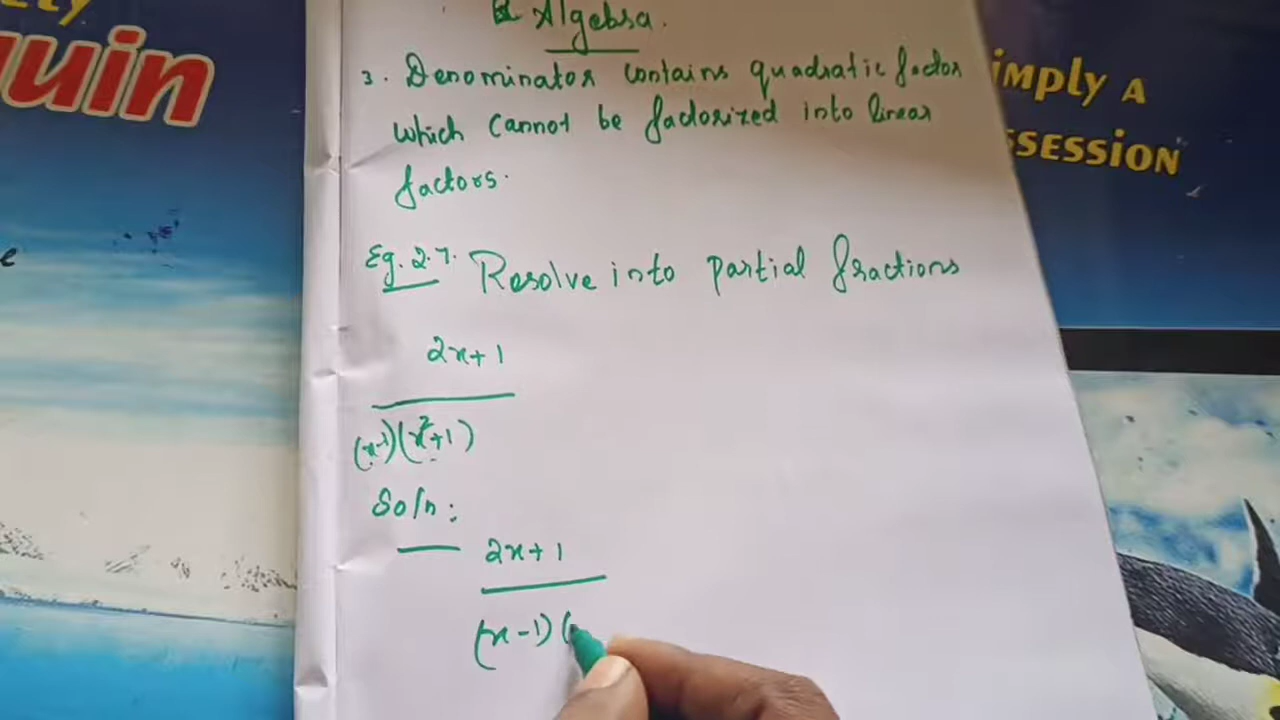 Algebra.
3. Denominator contains quadratic factor
which cannot be factorized into linear
factors.
Eg. 2.7. Resolve into partial fractions
2x+1
(x-1)(x²+1)
Soln:
2x+1
(x-1)(
uin
IMPLY A
SSESSION
e